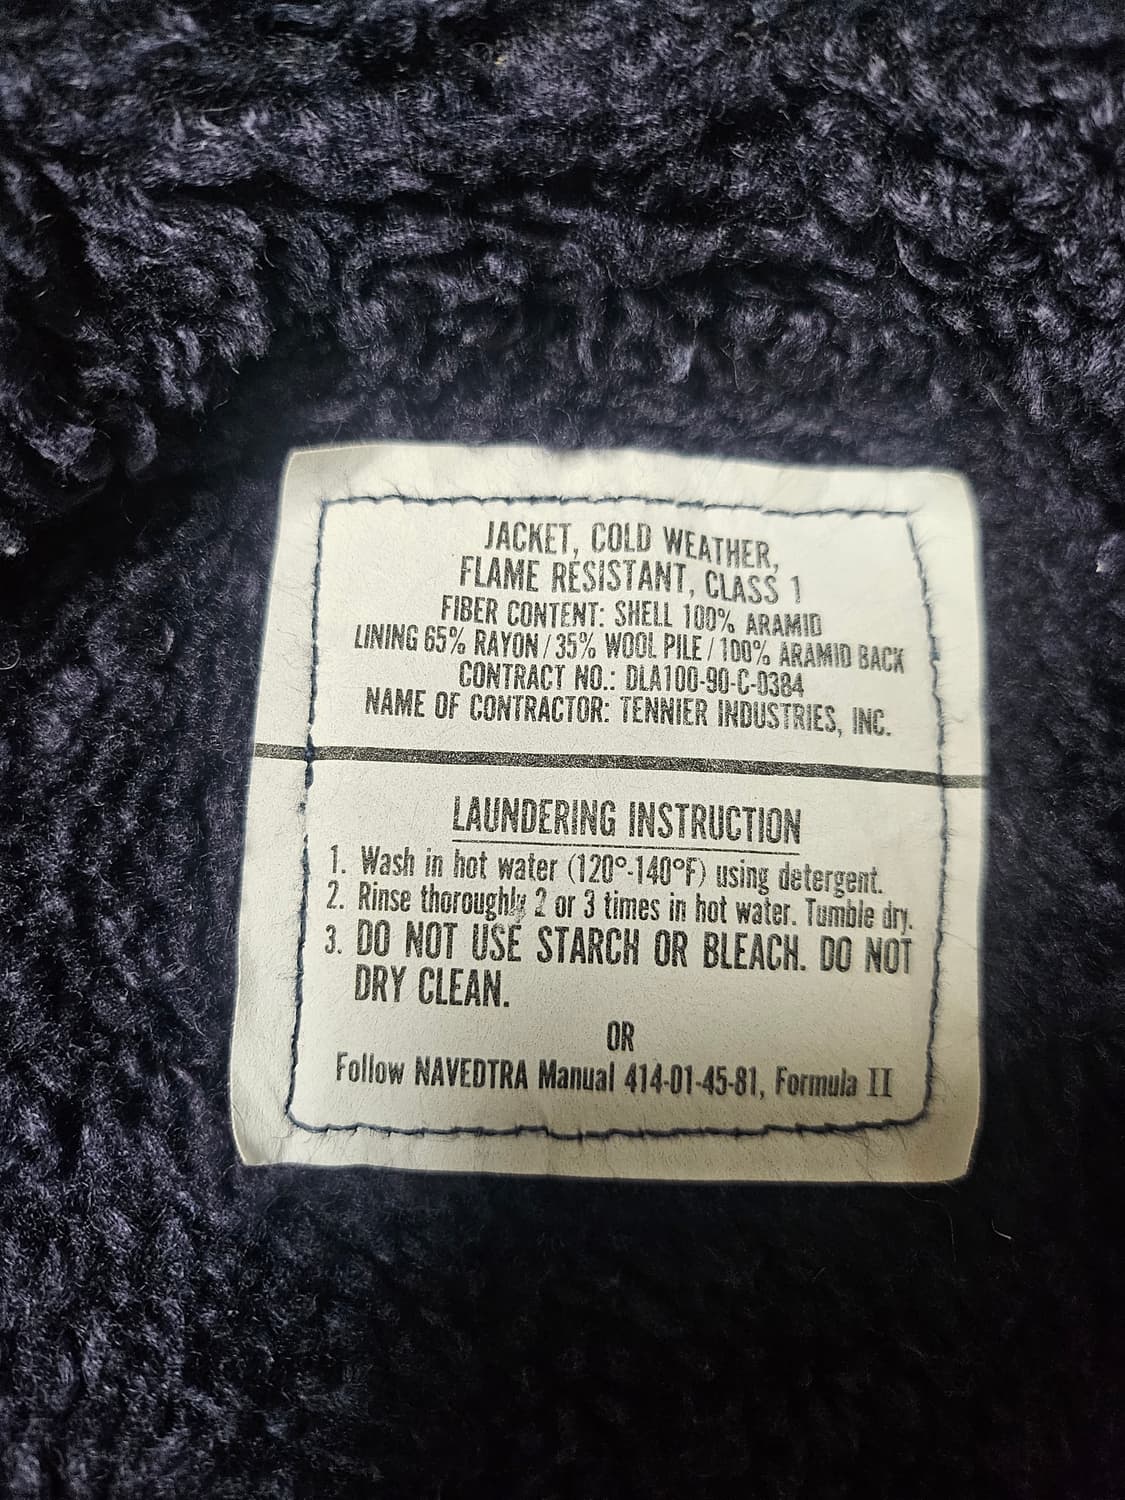 JACKET, COLD WEATHER,
FLAME RESISTANT, CLASS 1
FIBER CONTENT: SHELL 100% ARAMID
LINING 65% RAYON / 35% WOOL PILE / 100% ARAMID BACK
CONTRACT NO.: DLA100-90-C-0384
NAME OF CONTRACTOR: TENNIER INDUSTRIES, INC.
LAUNDERING INSTRUCTION
1. Wash in hot water (120°-140°F) using detergent.
2. Rinse thoroughly 2 or 3 times in hot water. Tumble dry.
3. DO NOT USE STARCH OR BLEACH. DO NOT
DRY CLEAN.
OR
Follow NAVEDTRA Manual 414-01-45-81, Formula II